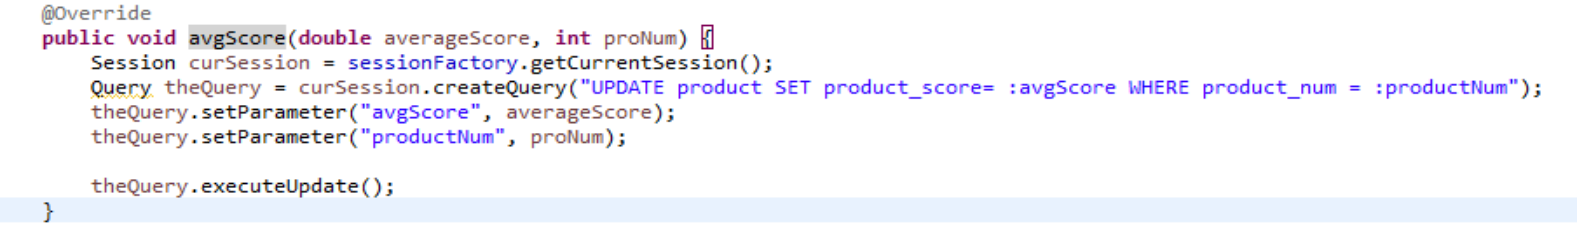 @Override
public void avgScore(double averageScore, int proNum) {
Session curSession = sessionFactory.getCurrentSession();
Query theQuery = curSession.createQuery("UPDATE product SET product_score= :avgScore WHERE product_num = :productNum");
theQuery.setParameter("avgScore", averageScore);
theQuery.setParameter("productNum", proNum);
theQuery.executeUpdate();
}